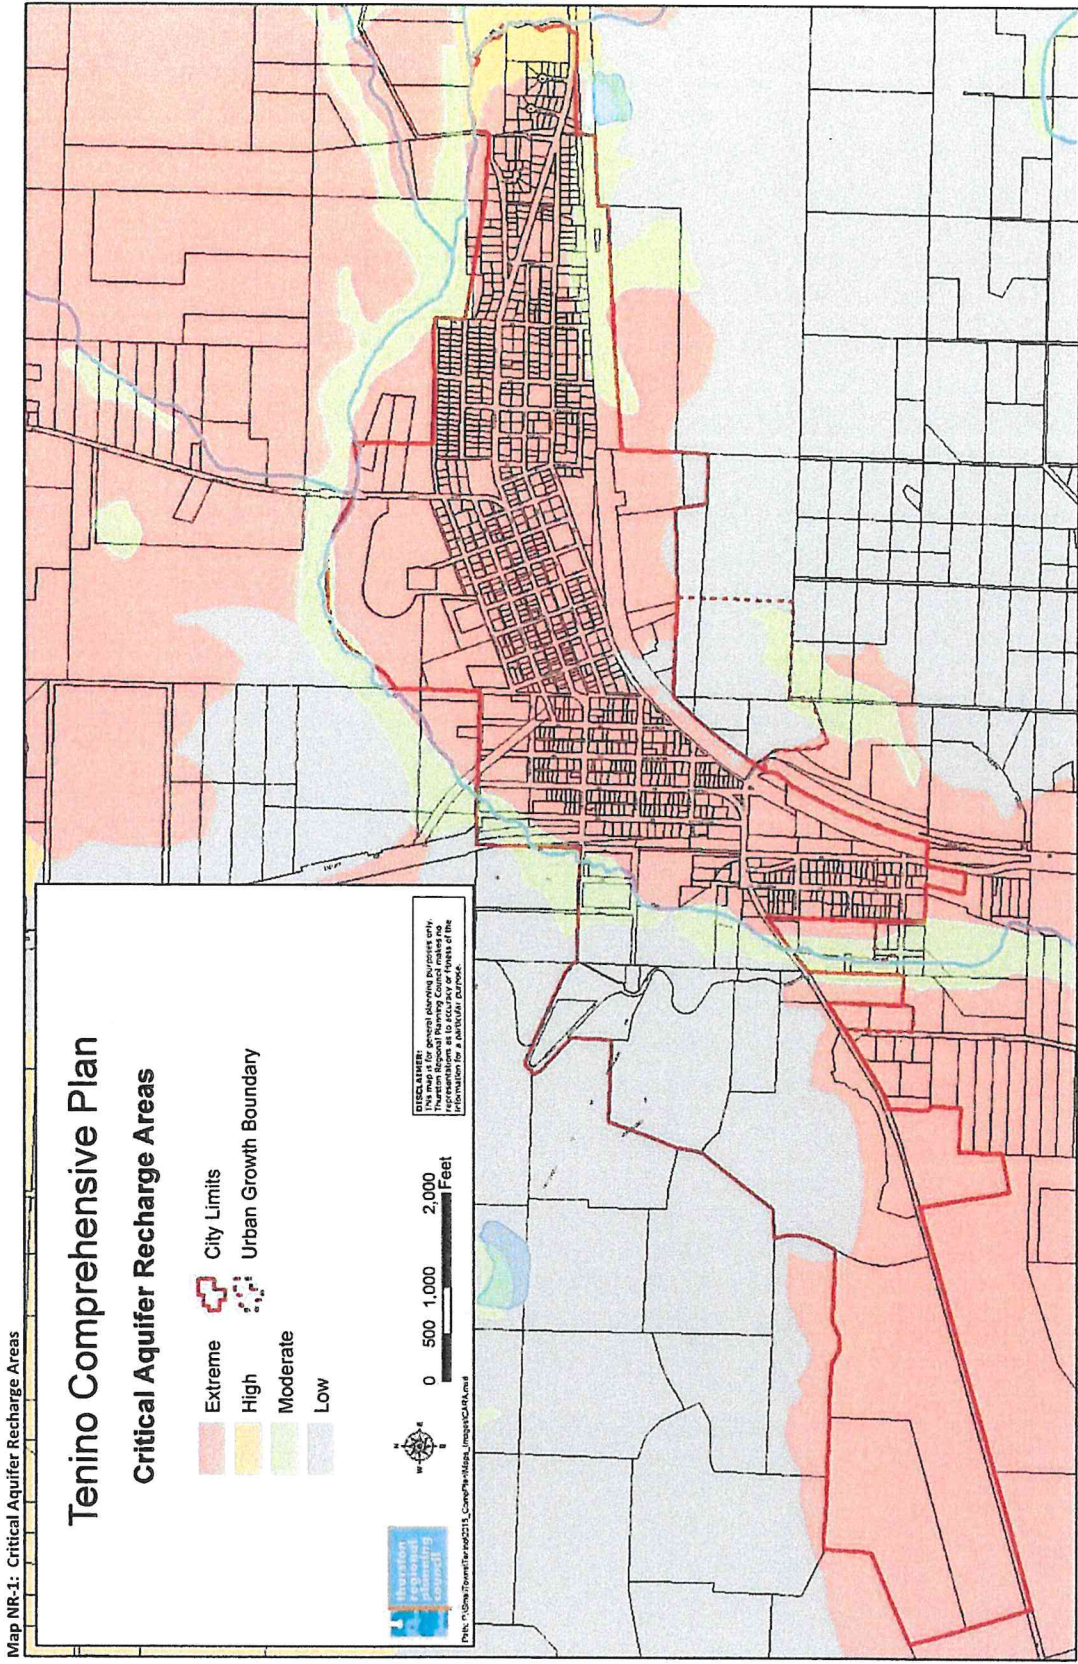 Map NR-1: Critical Aquifer Recharge Areas
Tenino Comprehensive Plan
Critical Aquifer Recharge Areas
Extreme
High
Moderate
Low
City Limits
Urban Growth Boundary
thurston
regional
planning
council
N
W
E
S
0 500 1,000 2,000
Feet
DISCLAIMER:
This map is for general planning purposes only.
Thurston Regional Planning Council makes no
representations as to accuracy or fitness of the
information for a particular purpose.